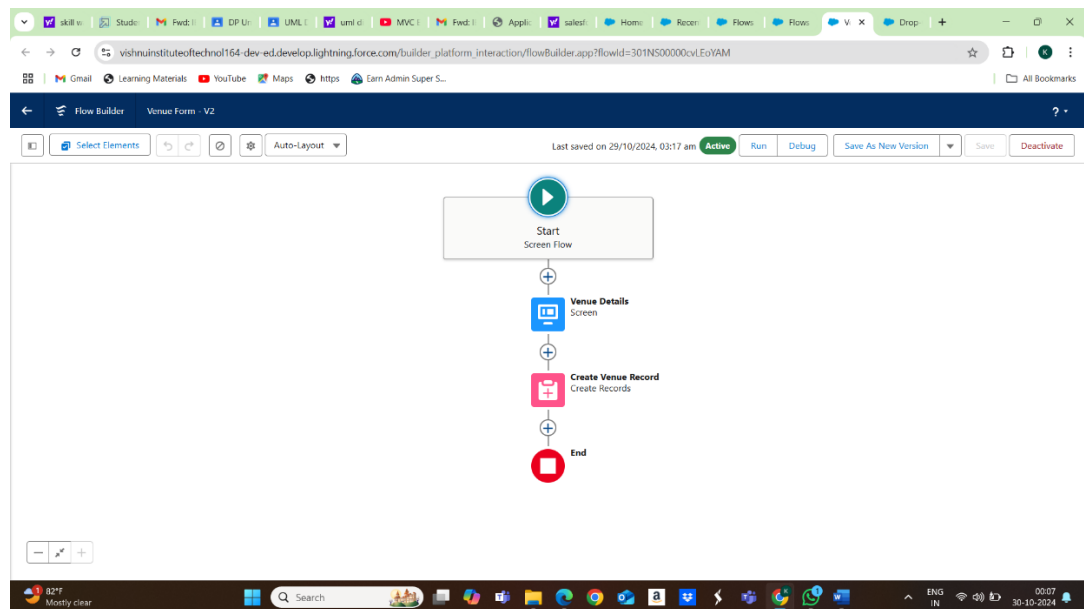 skill w
Studen
M Fwd: I
DP Ur
UML I
uml di
MVC I
Fwd: I
Applic
salesf
Home
Recen
Flows
Flows
V
Drop-
vishnuinstituteoftechnol164-dev-ed.develop.lightning.force.com/builder_platform_interaction/flowBuilder.app?flowId=301NS00000cvLEoYAM
K
Gmail
Learning Materials
YouTube
Maps
https
Earn Admin Super S...
All Bookmarks
Flow Builder
Venue Form - V2
?
Select Elements
Auto-Layout
Last saved on 29/10/2024, 03:17 am
Active
Run
Debug
Save As New Version
Save
Deactivate
Start
Screen Flow
Venue Details
Screen
Create Venue Record
Create Records
End
1
82°F
Mostly clear
Search
ENG
IN
00:07
30-10-2024